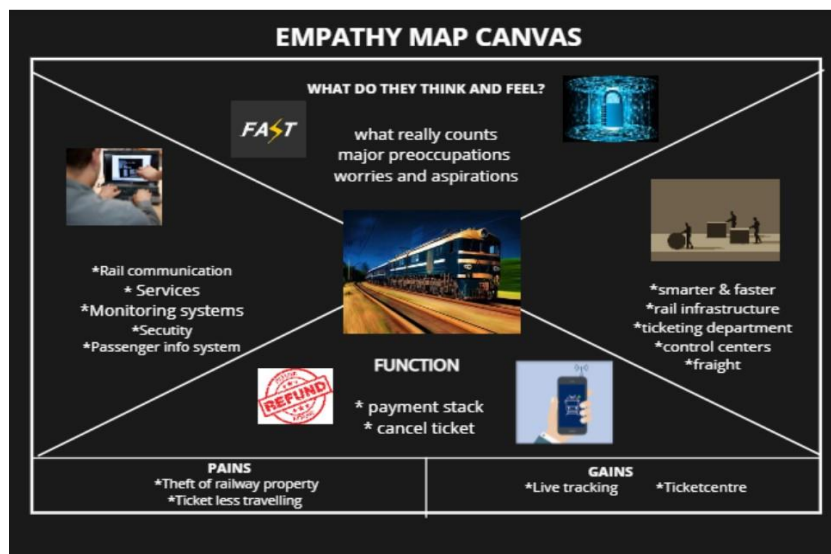 EMPATHY MAP CANVAS
WHAT DO THEY THINK AND FEEL?
FAST
what really counts
major preoccupations
worries and aspirations
*Rail communication
* Services
*Monitoring systems
*Secutity
*Passenger info system
*smarter & faster
*rail infrastructure
*ticketing department
*control centers
*freight
FUNCTION
REFUND
* payment stack
* cancel ticket
PAINS
*Theft of railway property
*Ticket less travelling
GAINS
*Live tracking *Ticketcentre